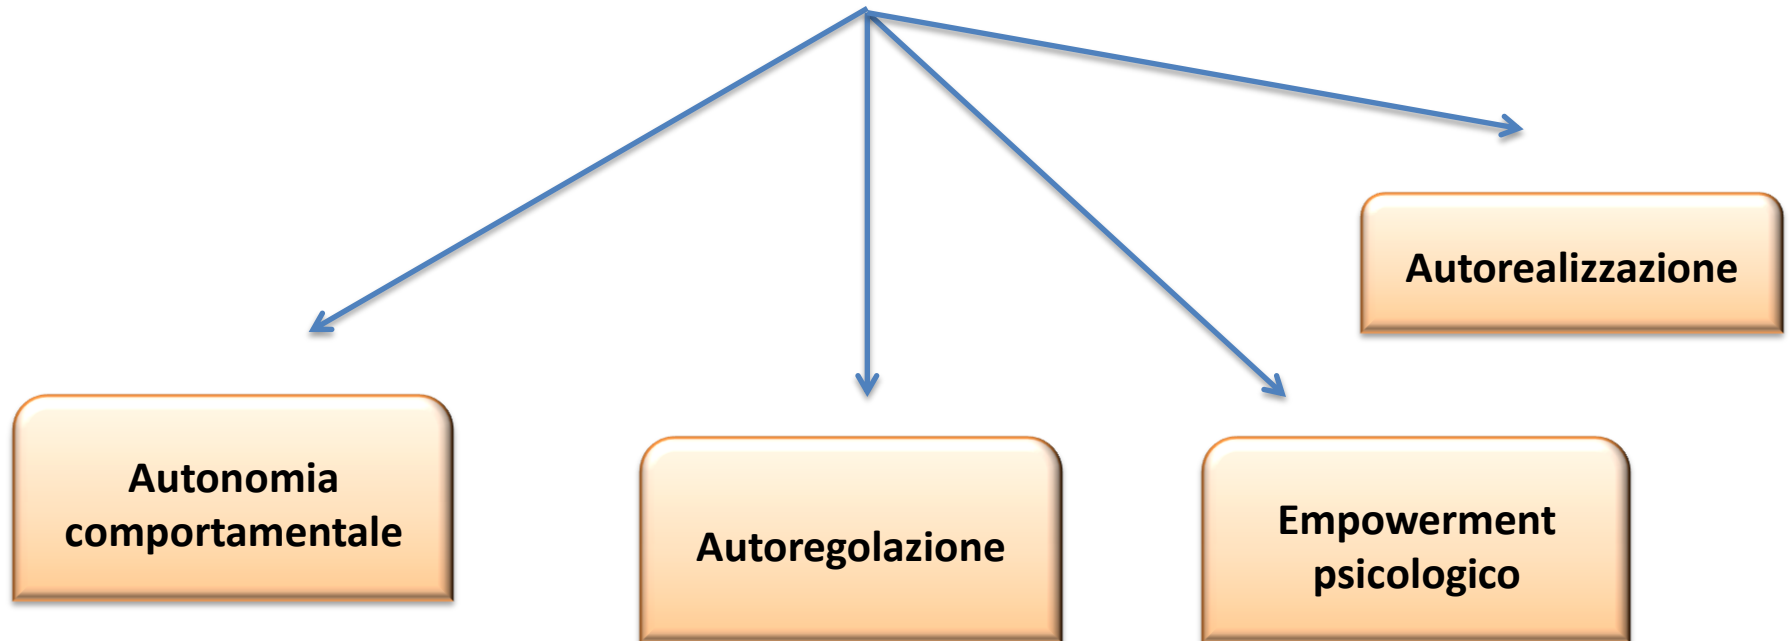 Autorealizzazione
Autonomia
comportamentale
Autoregolazione
Empowerment
psicologico